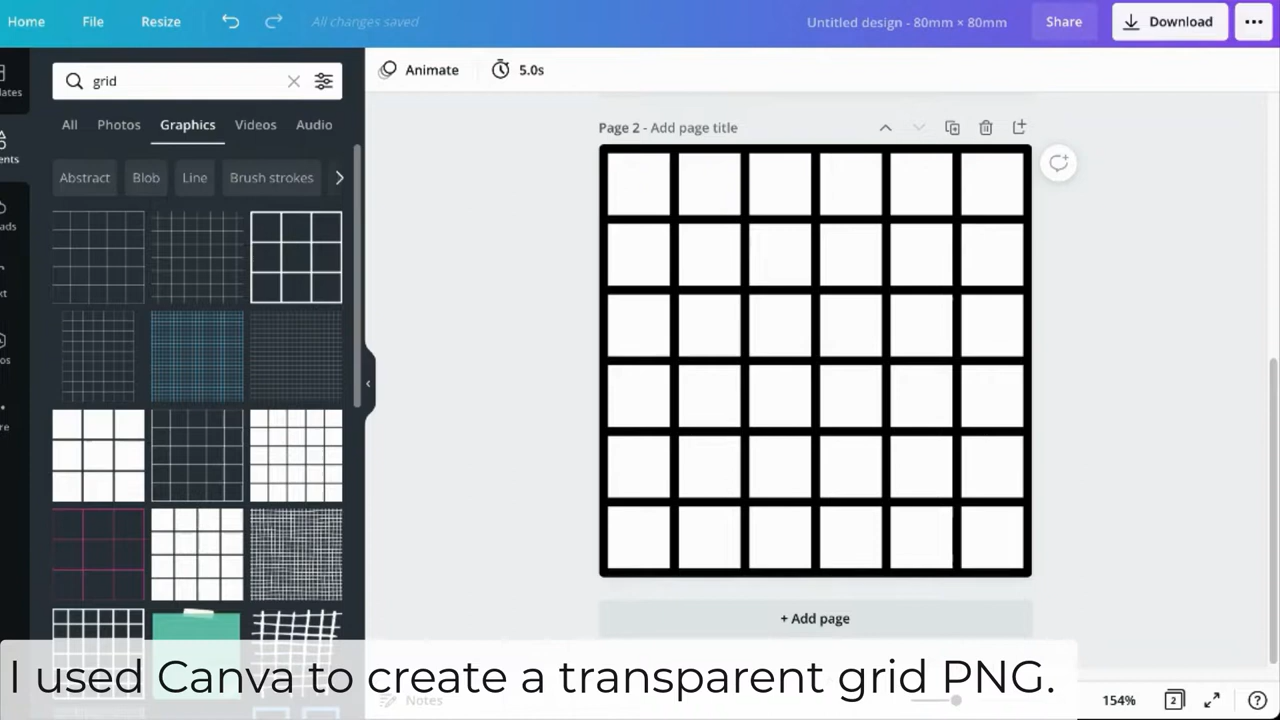 Home File Resize All changes saved Untitled design - 80mm × 80mm Share Download
grid
Animate 5.0s
All Photos Graphics Videos Audio
Page 2 - Add page title
Abstract Blob Line Brush strokes
+ Add page
I used Canva to create a transparent grid PNG.
Notes 154% 2